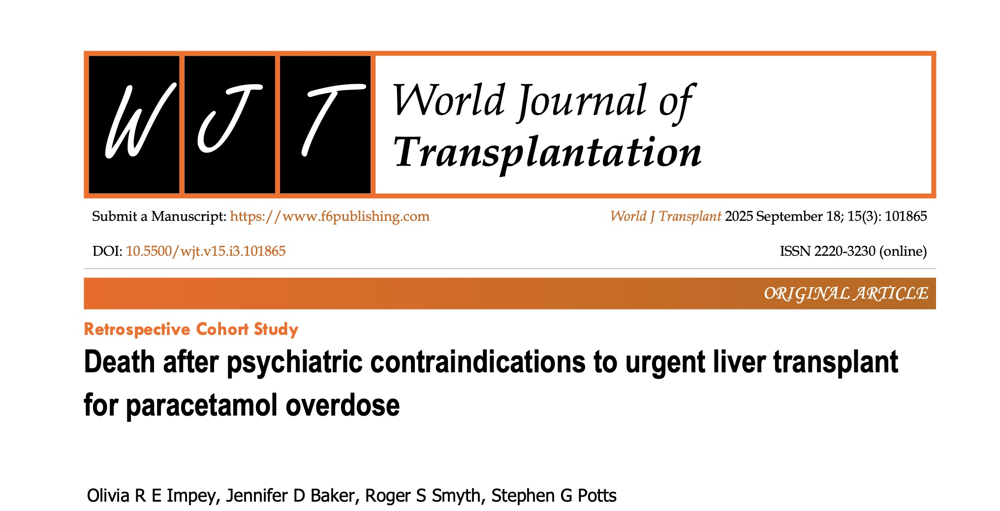 W J T
World Journal of
Transplantation
Submit a Manuscript: https://www.f6publishing.com
World J Transplant 2025 September 18; 15(3): 101865
DOI: 10.5500/wjt.v15.i3.101865
ISSN 2220-3230 (online)
ORIGINAL ARTICLE
Retrospective Cohort Study
Death after psychiatric contraindications to urgent liver transplant
for paracetamol overdose
Olivia R E Impey, Jennifer D Baker, Roger S Smyth, Stephen G Potts